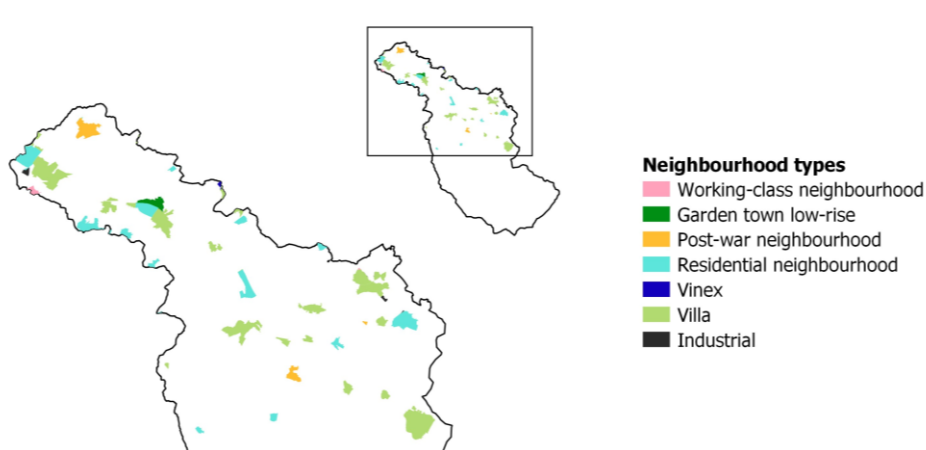 Neighbourhood types
Working-class neighbourhood
Garden town low-rise
Post-war neighbourhood
Residential neighbourhood
Vinex
Villa
Industrial